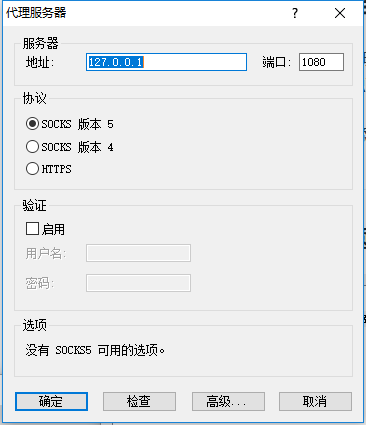 代理服务器
服务器
地址: 127.0.0.1 端口: 1080
协议
SOCKS 版本 5
SOCKS 版本 4
HTTPS
验证
启用
用户名:
密码:
选项
没有 SOCKS5 可用的选项。
确定 检查 高级... 取消